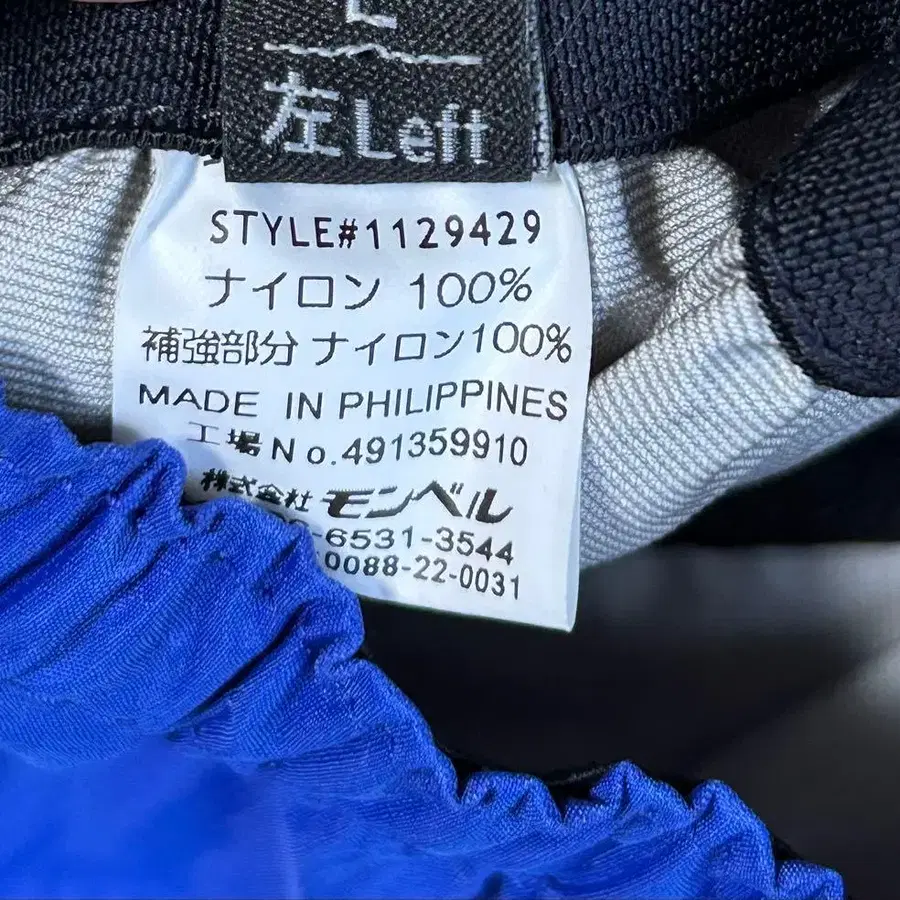 L
左 Left
STYLE#1129429
ナイロン 100%
補強部分 ナイロン100%
MADE IN PHILIPPINES
工場No.491359910
株式会社 モンベル
-6531-3544
0088-22-0031